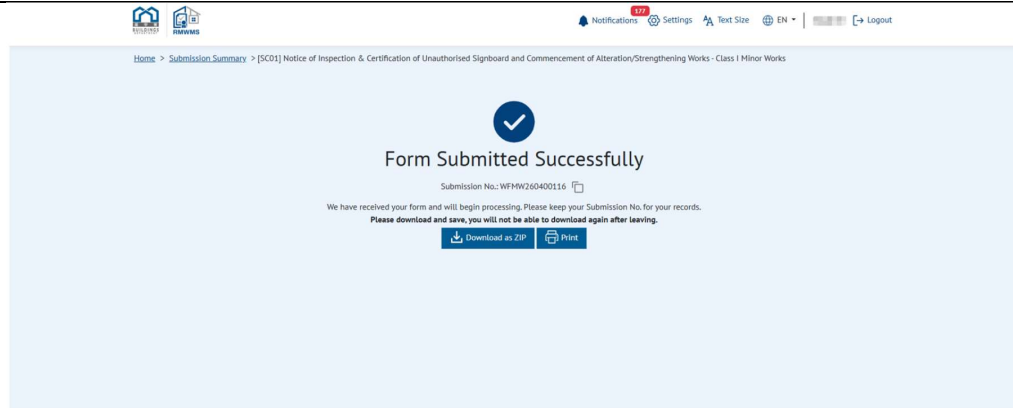 177
Notifications Settings Text Size EN Logout
BUILDINGS
DEPARTMENT
RMWMS
Home > Submission Summary > [SC01] Notice of Inspection & Certification of Unauthorised Signboard and Commencement of Alteration/Strengthening Works - Class I Minor Works
Form Submitted Successfully
Submission No.: WFMW260400116
We have received your form and will begin processing. Please keep your Submission No. for your records.
Please download and save, you will not be able to download again after leaving.
Download as ZIP Print